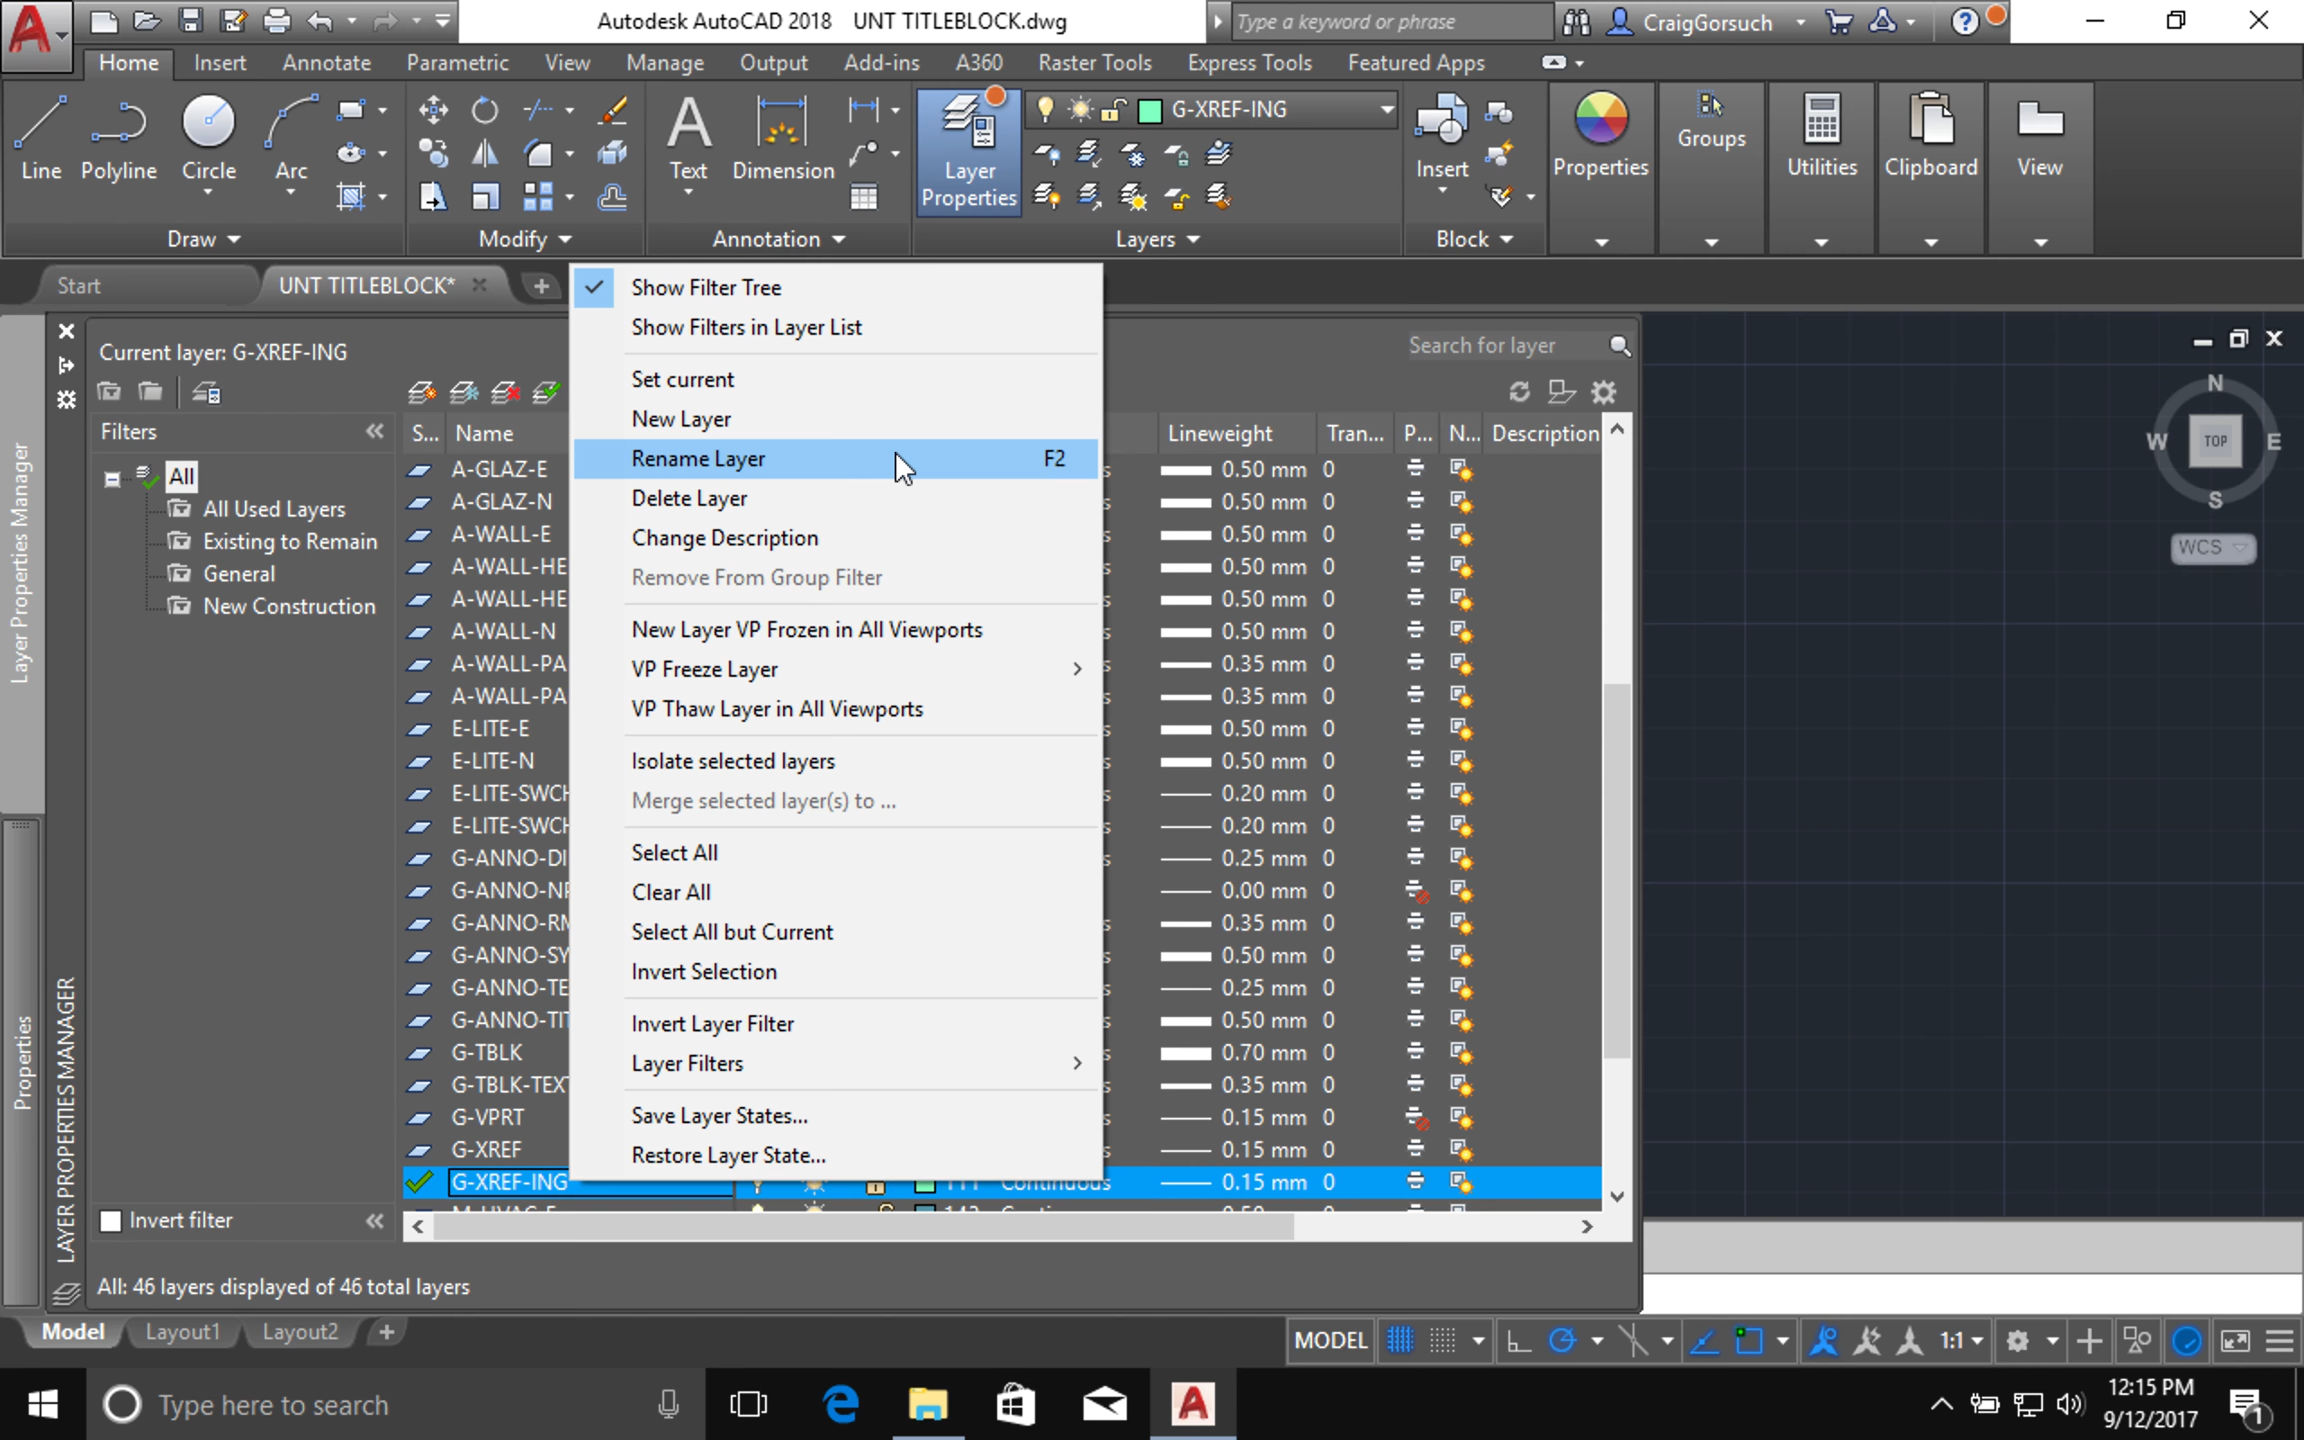 Autodesk AutoCAD 2018 UNT TITLEBLOCK.dwg
Type a keyword or phrase
CraigGorsuch
Home Insert Annotate Parametric View Manage Output Add-ins A360 Raster Tools Express Tools Featured Apps
Line Polyline Circle Arc
Text Dimension
Layer Properties
G-XREF-ING
Insert
Properties
Groups
Utilities
Clipboard
View
Draw Modify Annotation Layers Block
Start UNT TITLEBLOCK*
Current layer: G-XREF-ING
Search for layer
Filters
All
All Used Layers
Existing to Remain
General
New Construction
Invert filter
S... Name Lineweight Tran... P... N... Description
A-GLAZ-E s 0.50 mm 0
A-GLAZ-N s 0.50 mm 0
A-WALL-E s 0.50 mm 0
A-WALL-HE s 0.50 mm 0
A-WALL-HE s 0.50 mm 0
A-WALL-N s 0.50 mm 0
A-WALL-PA s 0.35 mm 0
A-WALL-PA s 0.35 mm 0
E-LITE-E s 0.50 mm 0
E-LITE-N s 0.50 mm 0
E-LITE-SWCH s 0.20 mm 0
E-LITE-SWCH s 0.20 mm 0
G-ANNO-DI s 0.25 mm 0
G-ANNO-NP 0.00 mm 0
G-ANNO-RM s 0.35 mm 0
G-ANNO-SY s 0.50 mm 0
G-ANNO-TE s 0.25 mm 0
G-ANNO-TIT s 0.50 mm 0
G-TBLK s 0.70 mm 0
G-TBLK-TEXT s 0.35 mm 0
G-VPRT s 0.15 mm 0
G-XREF s 0.15 mm 0
G-XREF-ING 111 Continuous 0.15 mm 0
Show Filter Tree
Show Filters in Layer List
Set current
New Layer
Rename Layer F2
Delete Layer
Change Description
Remove From Group Filter
New Layer VP Frozen in All Viewports
VP Freeze Layer
VP Thaw Layer in All Viewports
Isolate selected layers
Merge selected layer(s) to ...
Select All
Clear All
Select All but Current
Invert Selection
Invert Layer Filter
Layer Filters
Save Layer States...
Restore Layer State...
All: 46 layers displayed of 46 total layers
Layer Properties Manager
Properties
LAYER PROPERTIES MANAGER
N
W TOP E
S
WCS
Model Layout1 Layout2
MODEL 1:1
Type here to search
12:15 PM
9/12/2017
1